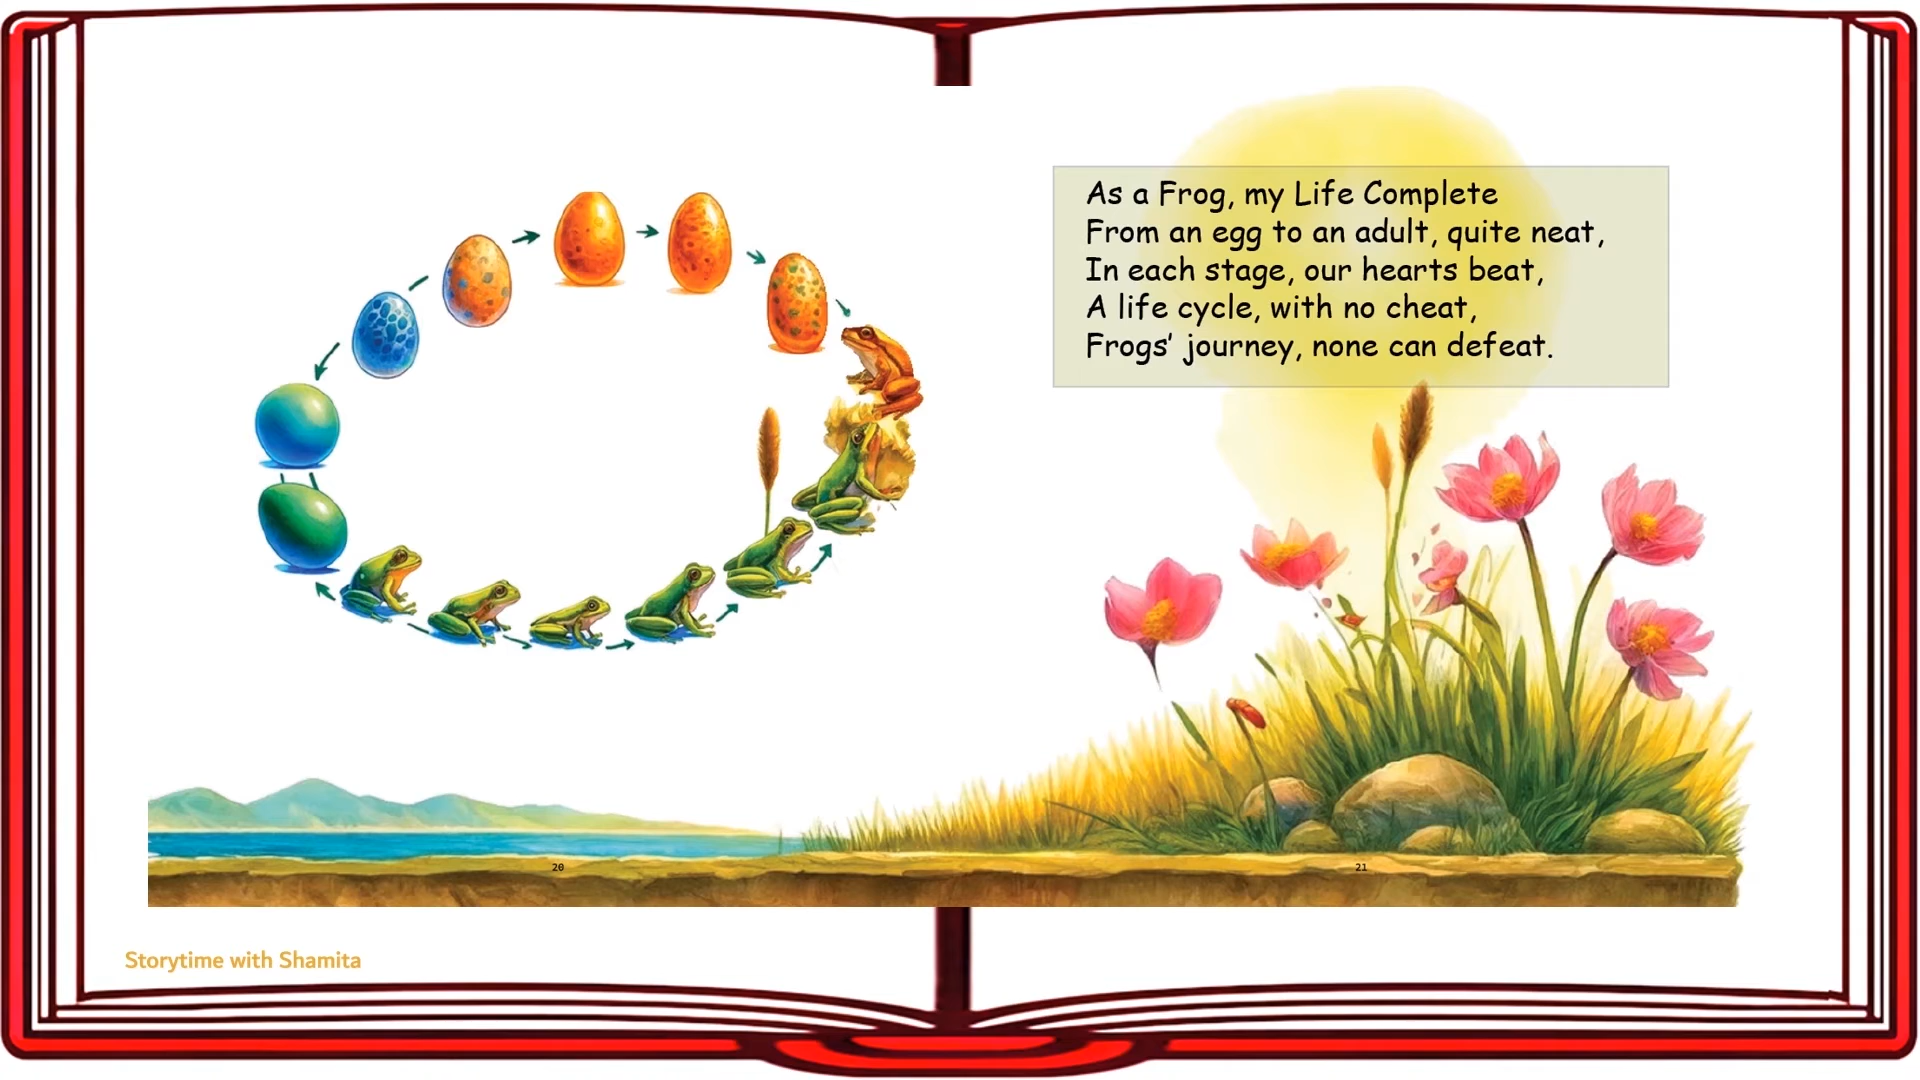 As a Frog, my Life Complete
From an egg to an adult, quite neat,
In each stage, our hearts beat,
A life cycle, with no cheat,
Frogs' journey, none can defeat.
20
21
Storytime with Shamita